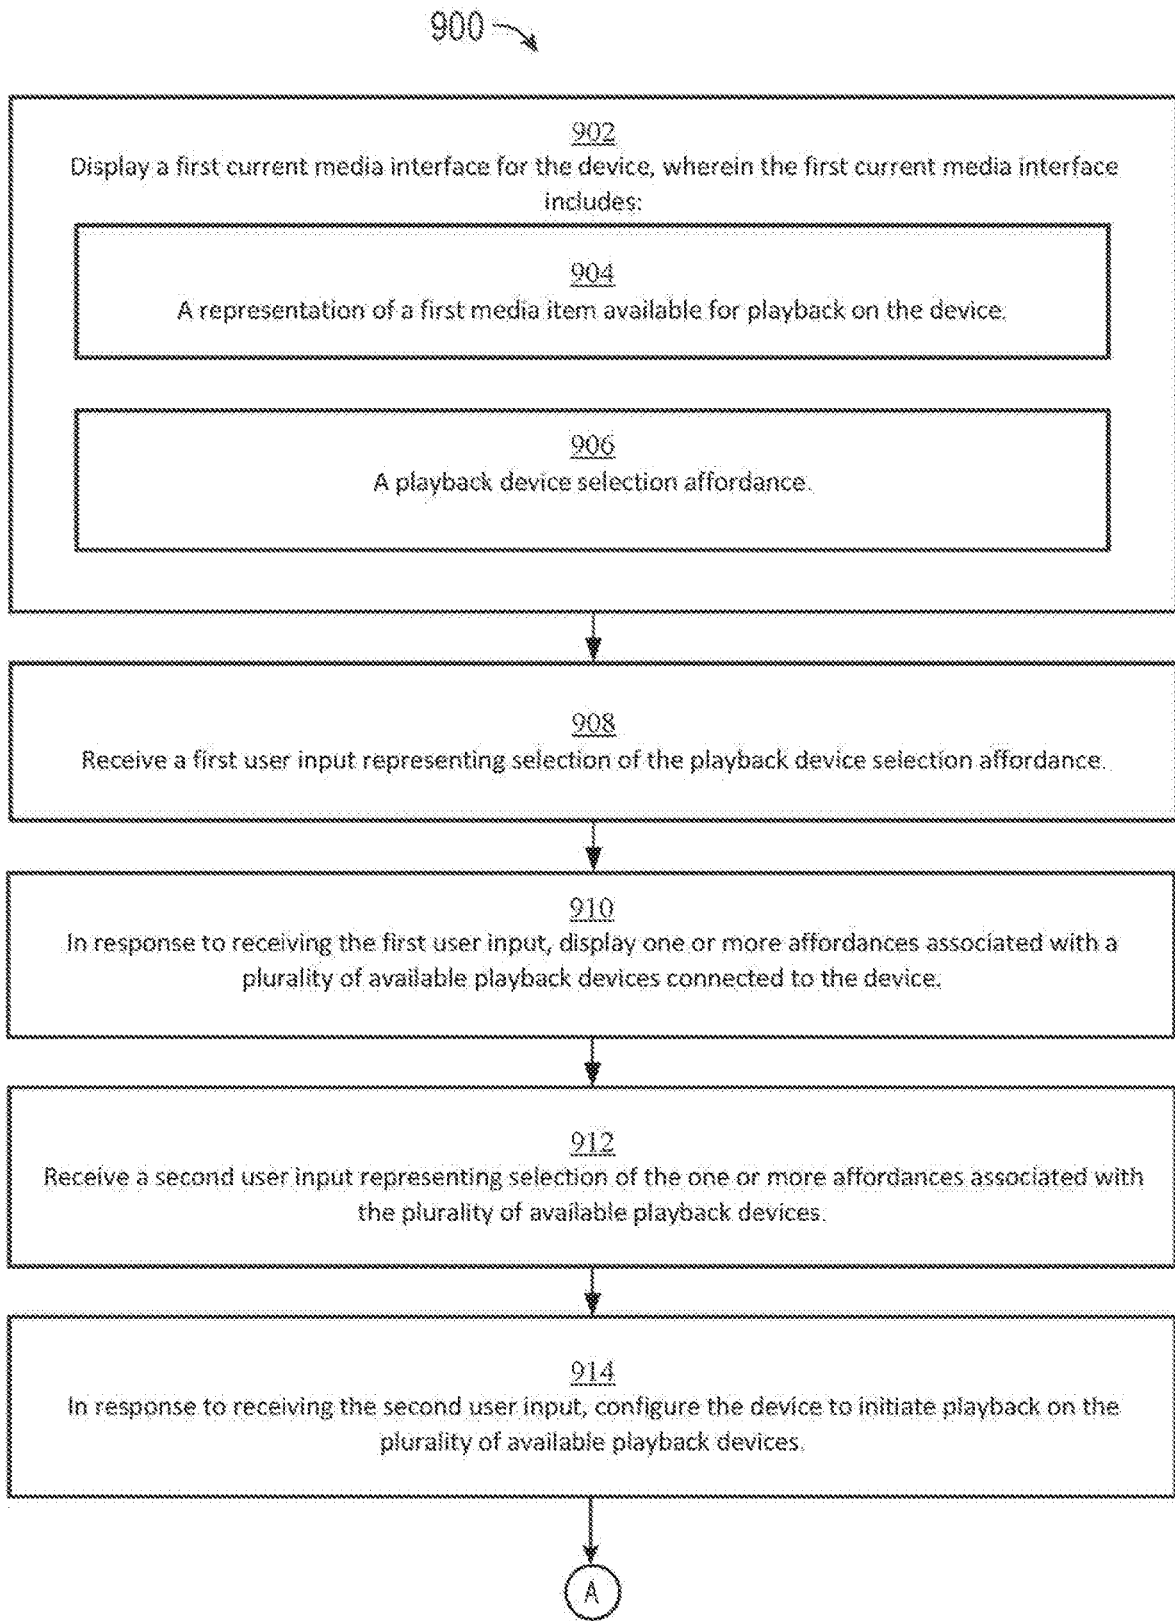 900
902
Display a first current media interface for the device, wherein the first current media interface
includes:
904
A representation of a first media item available for playback on the device.
906
A playback device selection affordance.
908
Receive a first user input representing selection of the playback device selection affordance.
910
In response to receiving the first user input, display one or more affordances associated with a
plurality of available playback devices connected to the device.
912
Receive a second user input representing selection of the one or more affordances associated with
the plurality of available playback devices.
914
In response to receiving the second user input, configure the device to initiate playback on the
plurality of available playback devices.
A